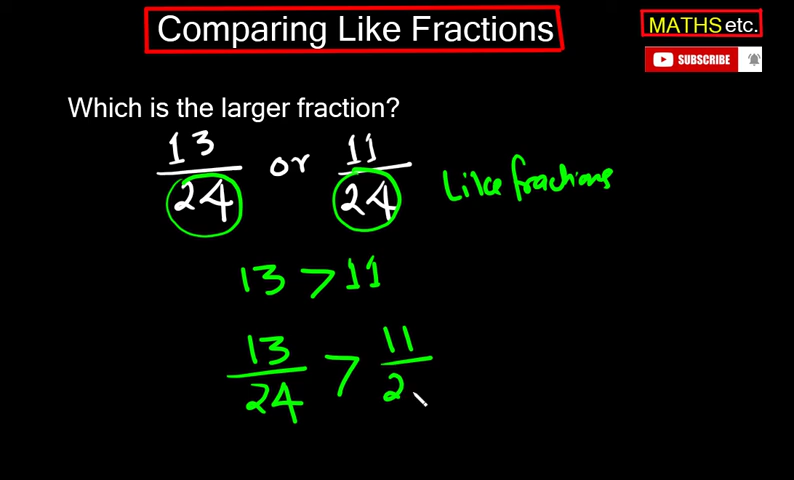 Comparing Like Fractions
MATHS etc.
SUBSCRIBE
Which is the larger fraction?
13/24 or 11/24 Like fractions
13 > 11
13/24 > 11/2